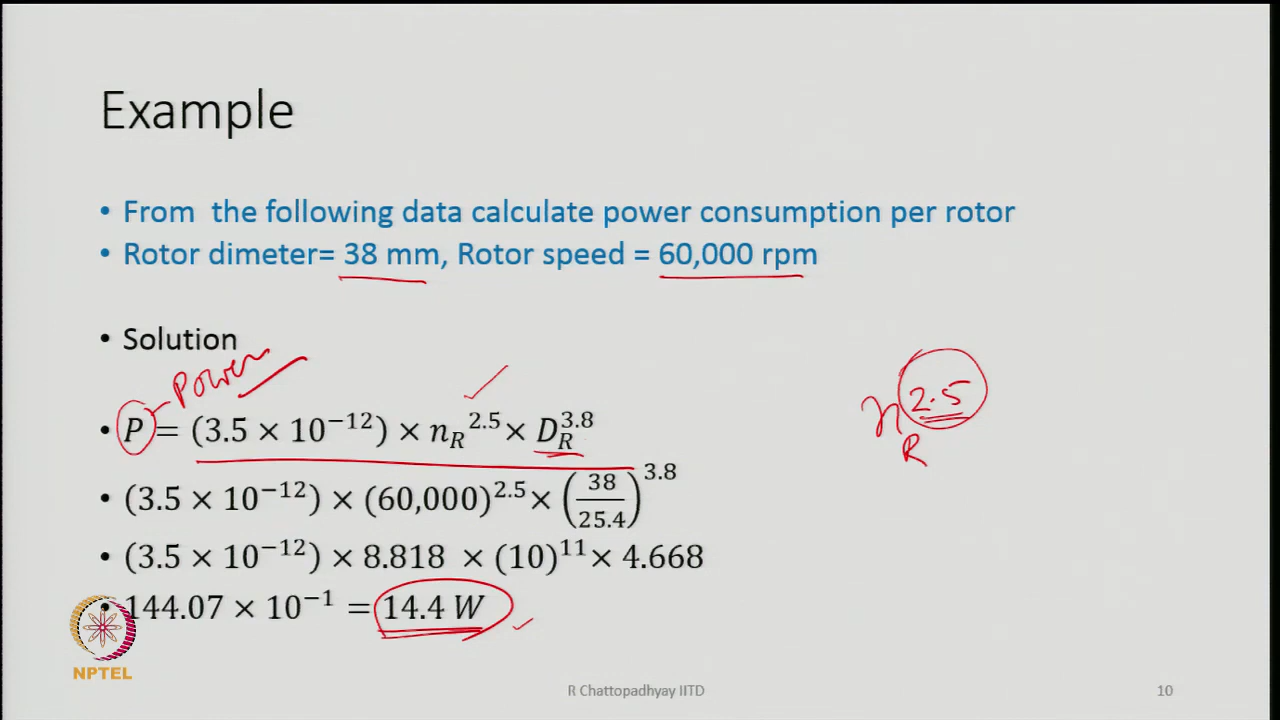 Example
• From the following data calculate power consumption per rotor
• Rotor dimeter= 38 mm, Rotor speed = 60,000 rpm
• Solution
Power
• P = (3.5 × 10⁻¹²) × n_R^2.5 × D_R^3.8
n_R^2.5
• (3.5 × 10⁻¹²) × (60,000)^2.5 × (38/25.4)^3.8
• (3.5 × 10⁻¹²) × 8.818 × (10)¹¹ × 4.668
• 144.07 × 10⁻¹ = 14.4 W
NPTEL
R Chattopadhyay IITD
10